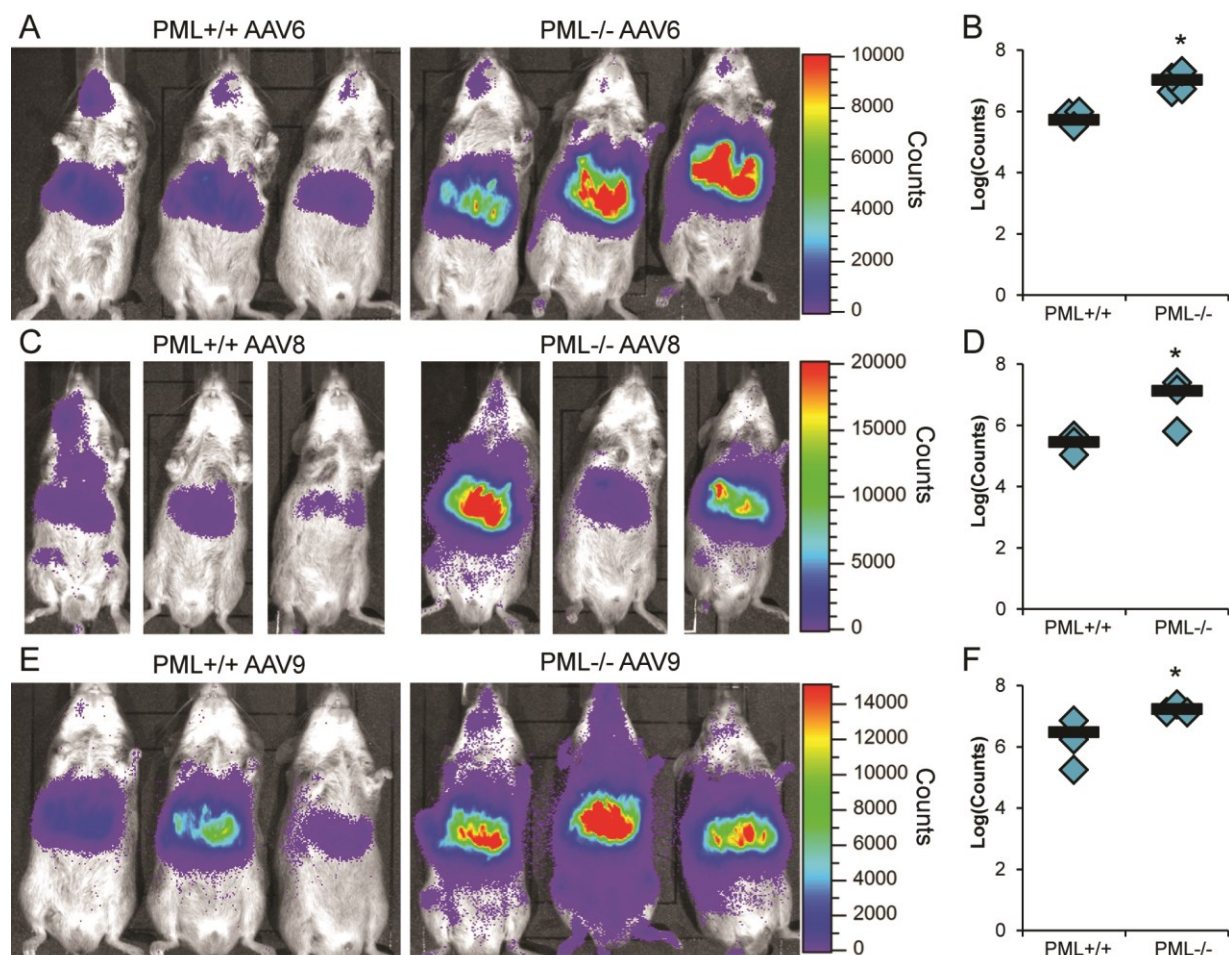 A
PML+/+ AAV6
PML-/- AAV6
10000
8000
6000
4000
2000
0
Counts
B
8
6
4
2
0
Log(Counts)
*
PML+/+
PML-/-
C
PML+/+ AAV8
PML-/- AAV8
20000
15000
10000
5000
0
Counts
D
8
6
4
2
0
Log(Counts)
*
PML+/+
PML-/-
E
PML+/+ AAV9
PML-/- AAV9
14000
12000
10000
8000
6000
4000
2000
0
Counts
F
8
6
4
2
0
Log(Counts)
*
PML+/+
PML-/-